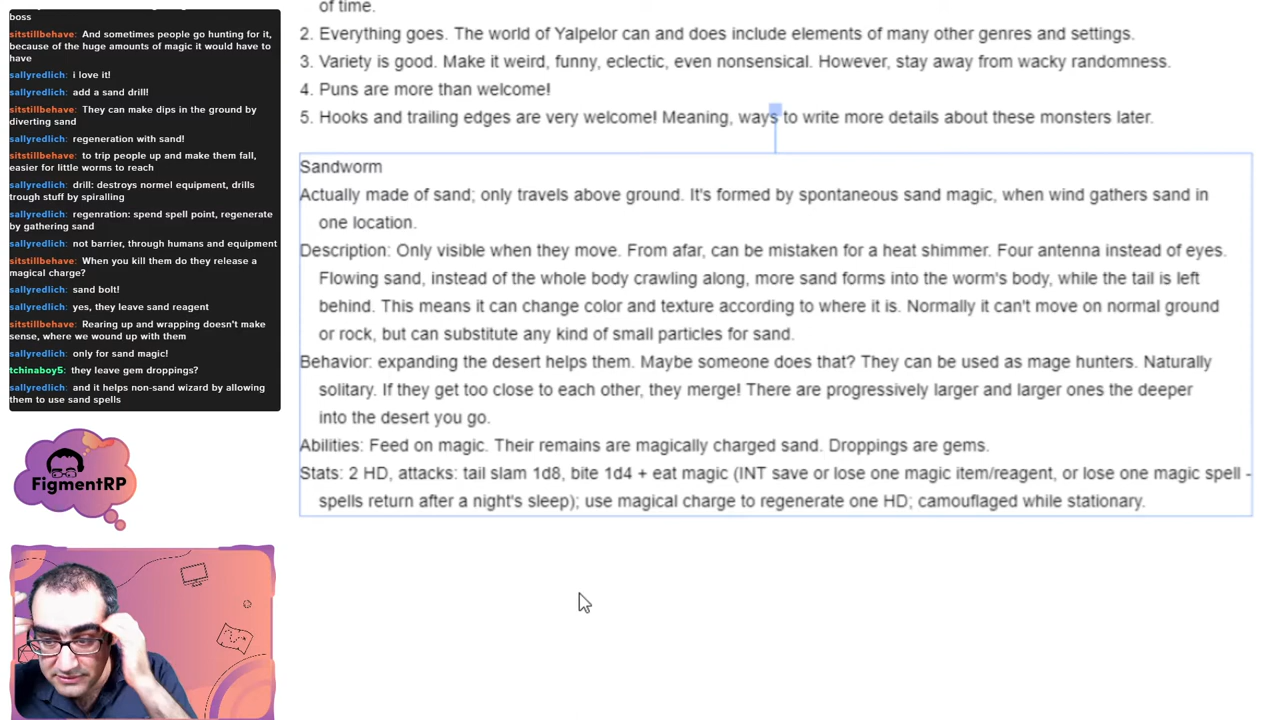 boss
sitstillbehave: And sometimes people go hunting for it,
because of the huge amounts of magic it would have to
have
sallyredlich: i love it!
sallyredlich: add a sand drill!
sitstillbehave: They can make dips in the ground by
diverting sand
sallyredlich: regeneration with sand!
sitstillbehave: to trip people up and make them fall,
easier for little worms to reach
sallyredlich: drill: destroys normel equipment, drills
trough stuff by spiralling
sallyredlich: regenration: spend spell point, regenerate
by gathering sand
sallyredlich: not barrier, through humans and equipment
sitstillbehave: When you kill them do they release a
magical charge?
sallyredlich: sand bolt!
sallyredlich: yes, they leave sand reagent
sitstillbehave: Rearing up and wrapping doesn't make
sense, where we wound up with them
sallyredlich: only for sand magic!
tchinaboy5: they leave gem droppings?
sallyredlich: and it helps non-sand wizard by allowing
them to use sand spells
FigmentRP
of time.
2. Everything goes. The world of Yalpelor can and does include elements of many other genres and settings.
3. Variety is good. Make it weird, funny, eclectic, even nonsensical. However, stay away from wacky randomness.
4. Puns are more than welcome!
5. Hooks and trailing edges are very welcome! Meaning, ways to write more details about these monsters later.
Sandworm
Actually made of sand; only travels above ground. It's formed by spontaneous sand magic, when wind gathers sand in
one location.
Description: Only visible when they move. From afar, can be mistaken for a heat shimmer. Four antenna instead of eyes.
Flowing sand, instead of the whole body crawling along, more sand forms into the worm's body, while the tail is left
behind. This means it can change color and texture according to where it is. Normally it can't move on normal ground
or rock, but can substitute any kind of small particles for sand.
Behavior: expanding the desert helps them. Maybe someone does that? They can be used as mage hunters. Naturally
solitary. If they get too close to each other, they merge! There are progressively larger and larger ones the deeper
into the desert you go.
Abilities: Feed on magic. Their remains are magically charged sand. Droppings are gems.
Stats: 2 HD, attacks: tail slam 1d8, bite 1d4 + eat magic (INT save or lose one magic item/reagent, or lose one magic spell -
spells return after a night's sleep); use magical charge to regenerate one HD; camouflaged while stationary.